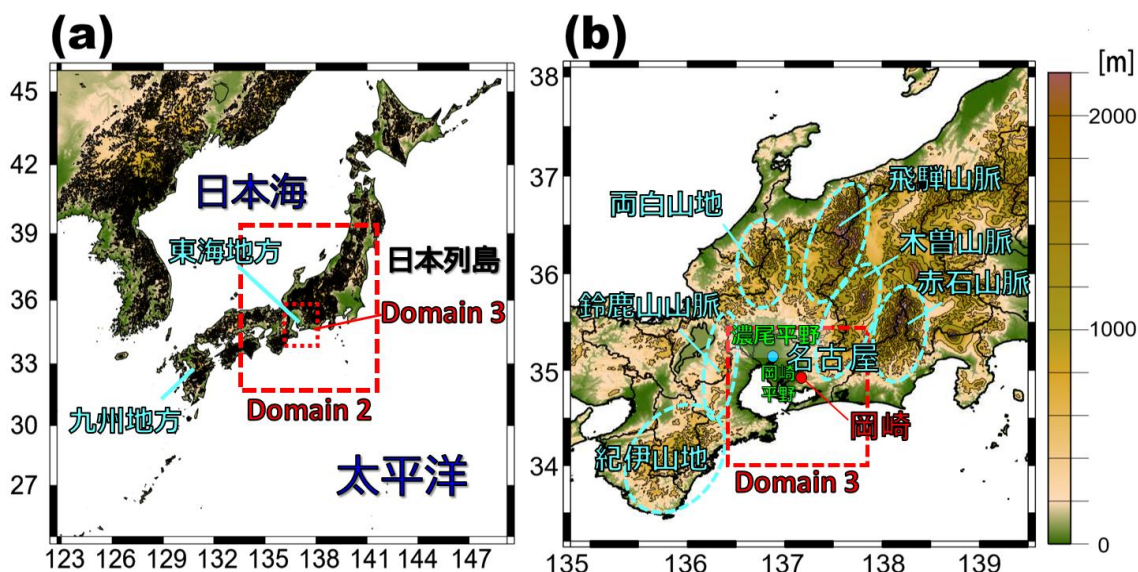 (a)
45
42
39
36
33
30
27
123 126 129 132 135 138 141 144 147
日本海
東海地方
日本列島
Domain 3
Domain 2
九州地方
太平洋
(b)
[m]
38
37
36
35
34
135 136 137 138 139
2000
1000
0
飛騨山脈
両白山地
木曽山脈
赤石山脈
鈴鹿山山脈
濃尾平野
名古屋
岡崎
平野
岡崎
紀伊山地
Domain 3